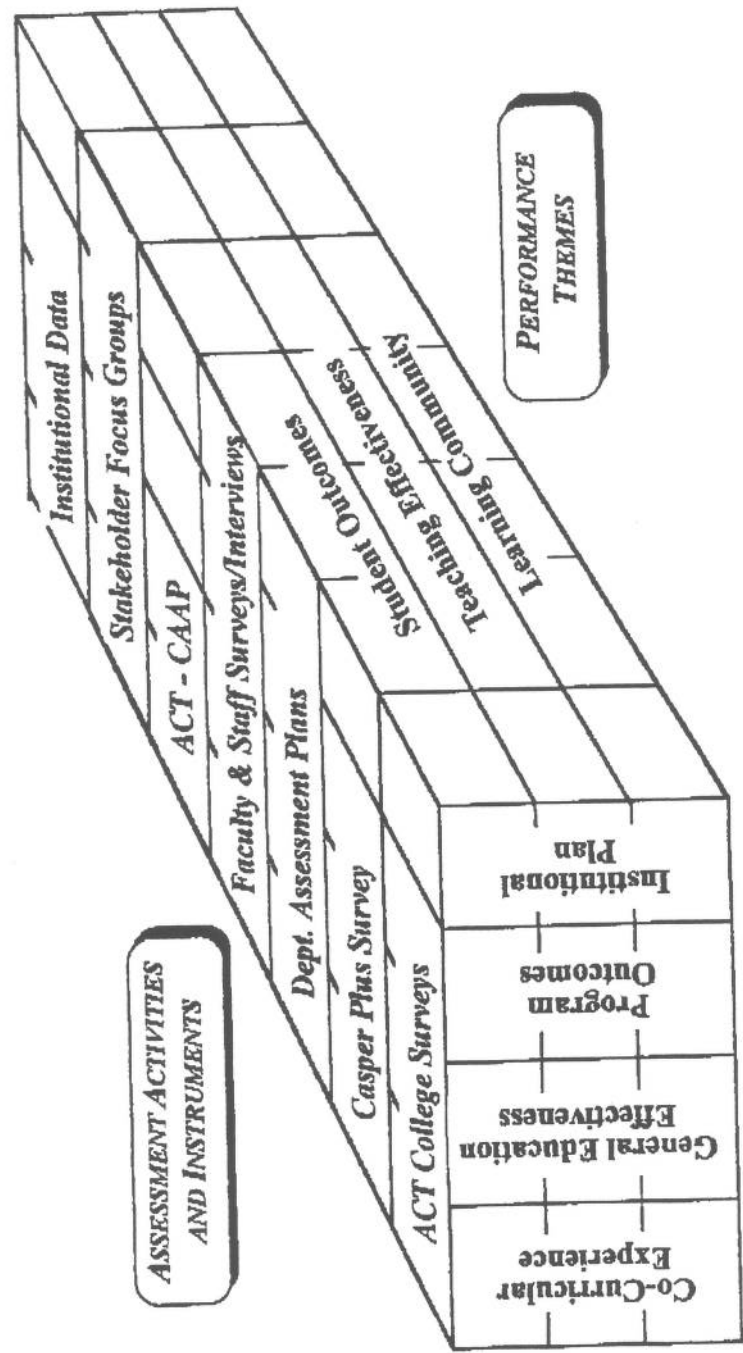 ASSESSMENT ACTIVITIES
AND INSTRUMENTS
Institutional Data
Stakeholder Focus Groups
ACT - CAAP
Faculty & Staff Surveys/Interviews
Dept. Assessment Plans
Casper Plus Survey
ACT College Surveys
Student Outcomes
Teaching Effectiveness
Learning Community
PERFORMANCE
THEMES
Co-Curricular
Experience
General Education
Effectiveness
Program
Outcomes
Institutional
Plan